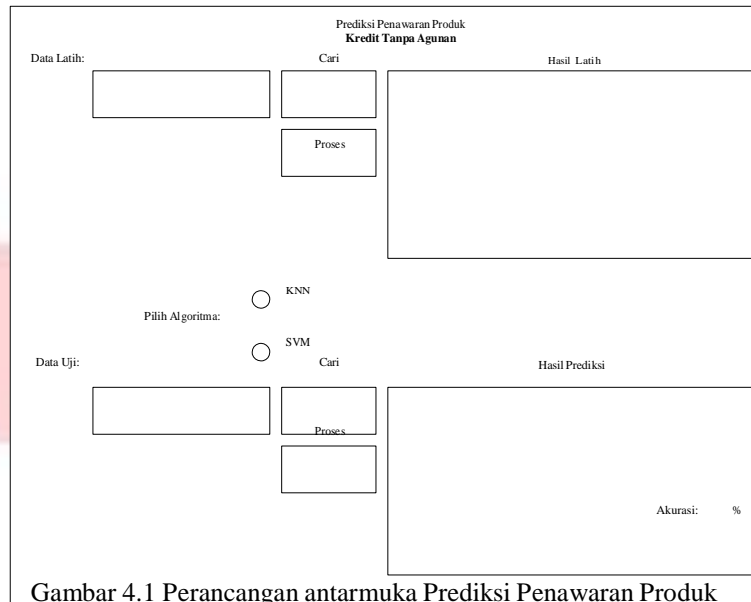 Prediksi Penawaran Produk
Kredit Tanpa Agunan
Data Latih:
Cari
Hasil Latih
Proses
KNN
Pilih Algoritma:
SVM
Data Uji:
Cari
Hasil Prediksi
Proses
Akurasi: %
Gambar 4.1 Perancangan antarmuka Prediksi Penawaran Produk